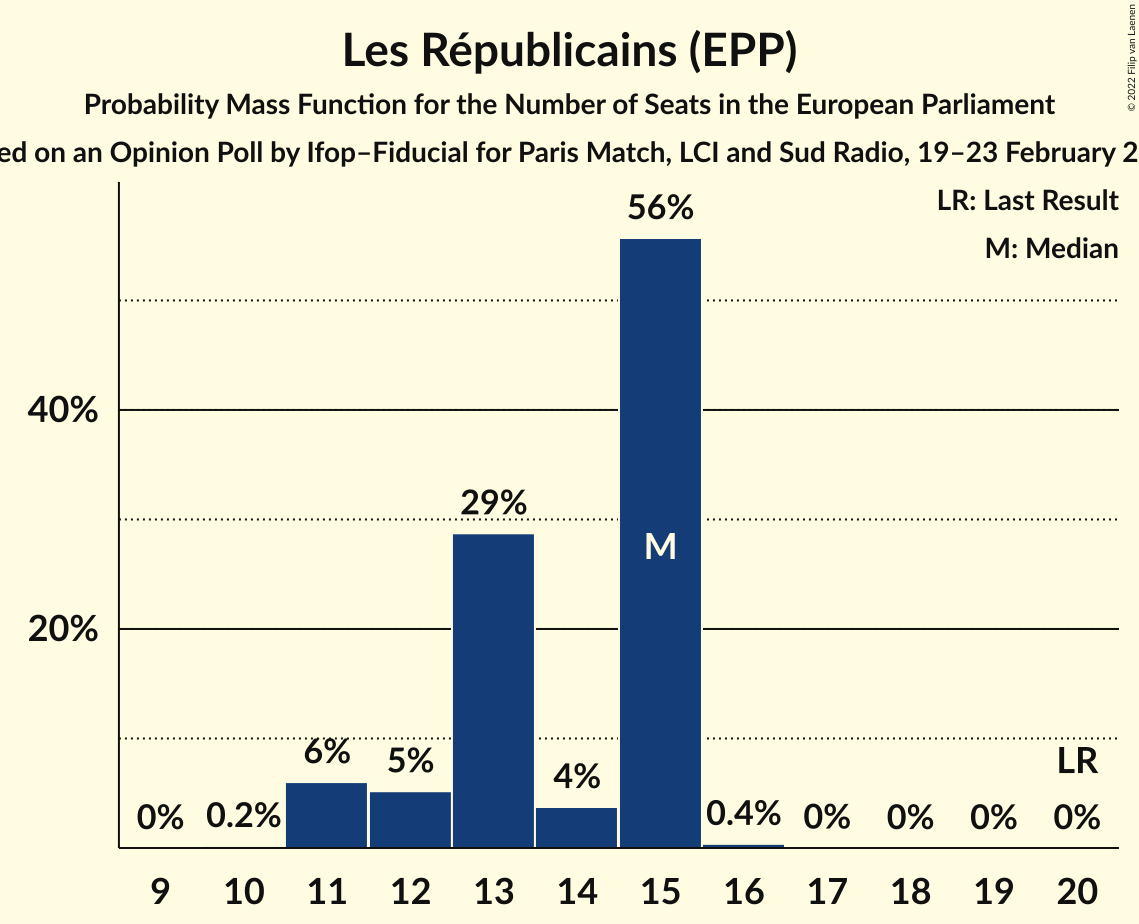 Les Républicains (EPP)
Probability Mass Function for the Number of Seats in the European Parliament
ed on an Opinion Poll by Ifop–Fiducial for Paris Match, LCI and Sud Radio, 19–23 February 2
© 2022 Filip van Laenen
LR: Last Result
M: Median
56%
40%
29%
M
20%
6%
5%
4%
LR
0%
0.2%
0.4%
0%
0%
0%
0%
9 10 11 12 13 14 15 16 17 18 19 20